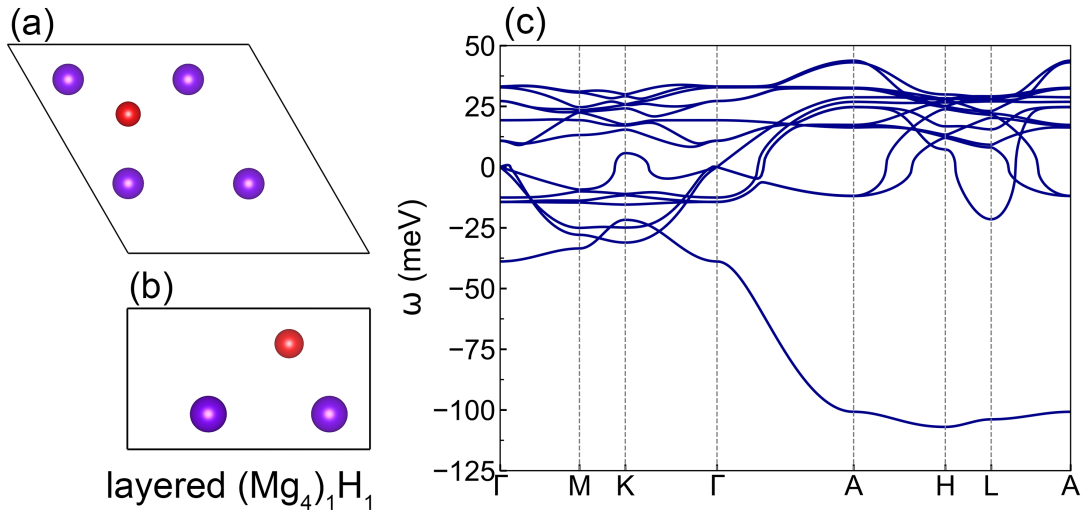 (a)
(b)
layered (Mg₄)₁H₁
(c)
ω (meV)
50
25
0
−25
−50
−75
−100
−125
Γ M K Γ A H L A